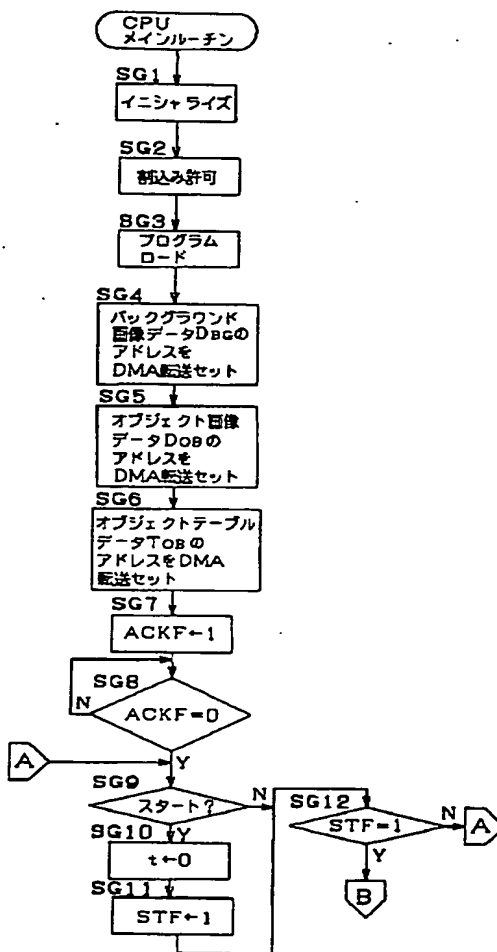 CPU
メインルーチン
SG1
イニシャライズ
SG2
割込み許可
SG3
プログラム
ロード
SG4
バックグラウンド
画像データDBGの
アドレスを
DMA転送セット
SG5
オブジェクト画像
データDOBの
アドレスを
DMA転送セット
SG6
オブジェクトテーブル
データTOBの
アドレスをDMA
転送セット
SG7
ACKF←1
SG8
N
ACKF=0
A
Y
SG9
N
スタート?
SG12
STF=1
N
A
SG10
Y
t←0
Y
B
SG11
STF←1